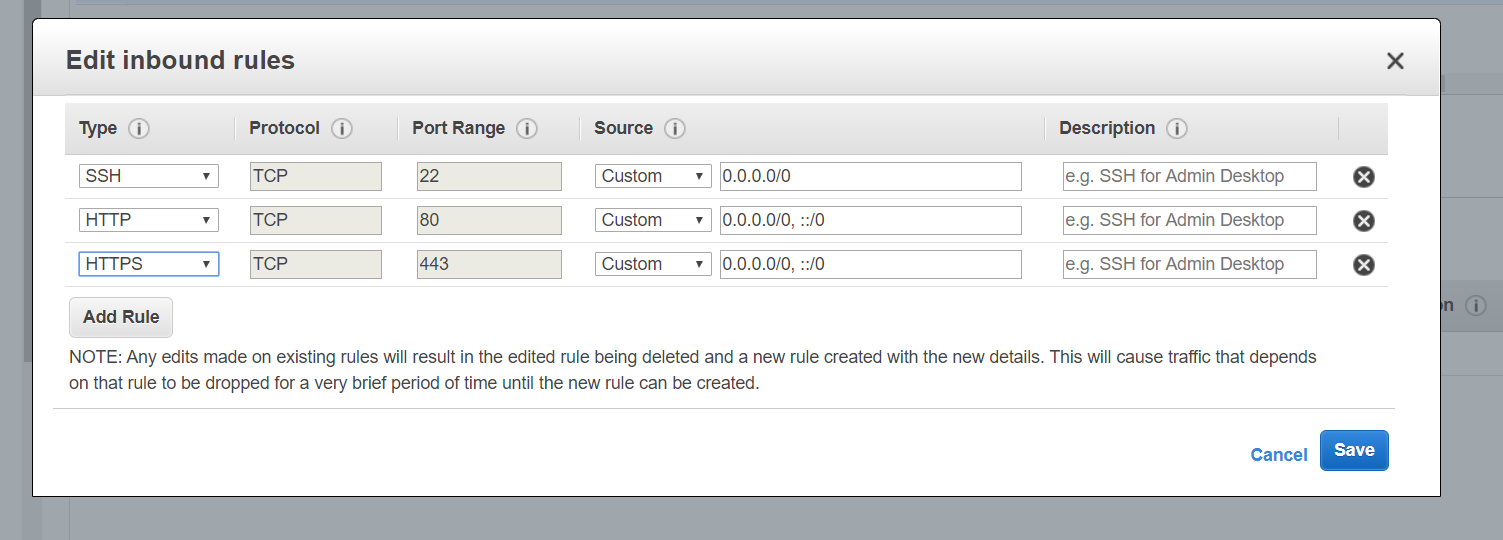 Edit inbound rules
Type Protocol Port Range Source Description
SSH TCP 22 Custom 0.0.0.0/0 e.g. SSH for Admin Desktop
HTTP TCP 80 Custom 0.0.0.0/0, ::/0 e.g. SSH for Admin Desktop
HTTPS TCP 443 Custom 0.0.0.0/0, ::/0 e.g. SSH for Admin Desktop
Add Rule
NOTE: Any edits made on existing rules will result in the edited rule being deleted and a new rule created with the new details. This will cause traffic that depends
on that rule to be dropped for a very brief period of time until the new rule can be created.
Cancel Save